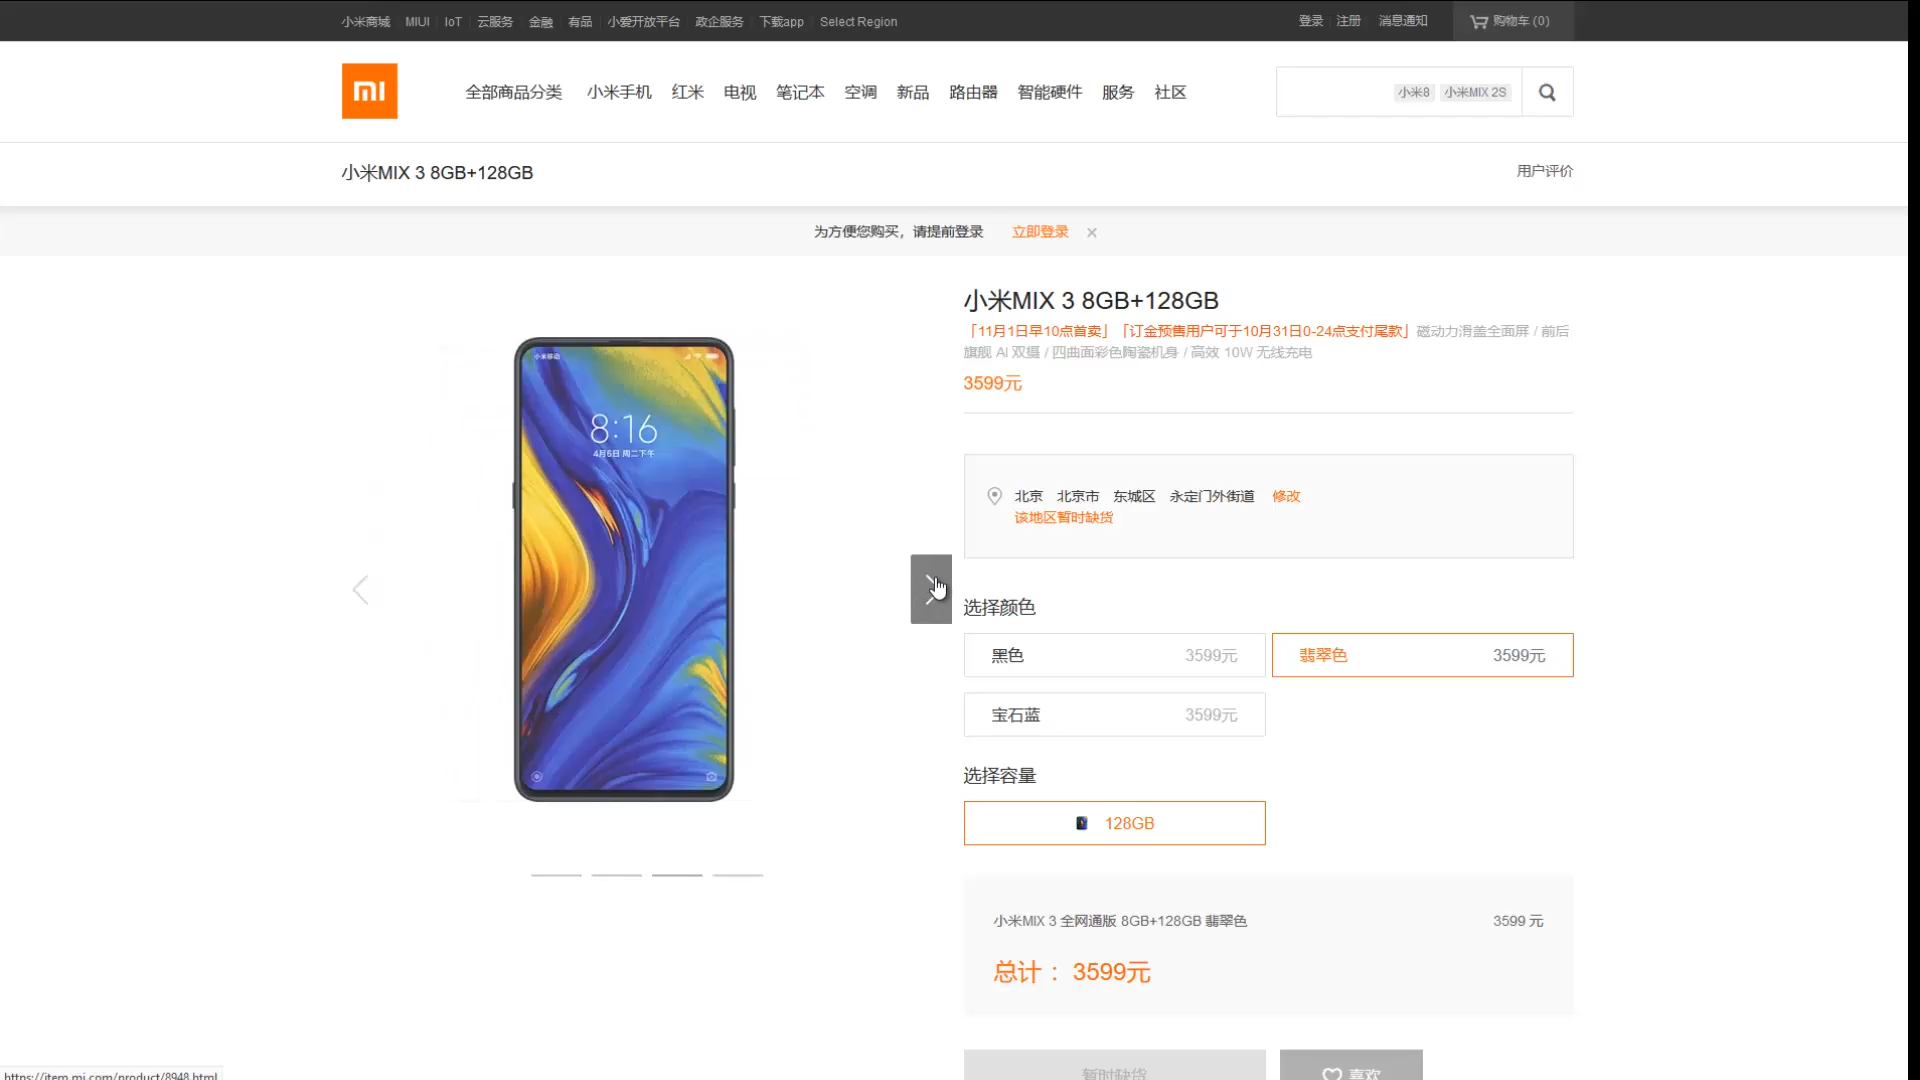 小米商城 MIUI IoT 云服务 金融 有品 小爱开放平台 政企服务 下载app Select Region 登录 注册 消息通知 购物车 (0)
mi 全部商品分类 小米手机 红米 电视 笔记本 空调 新品 路由器 智能硬件 服务 社区 小米8 小米MIX 2S
小米MIX 3 8GB+128GB 用户评价
为方便您购买，请提前登录 立即登录
小米MIX 3 8GB+128GB
「11月1日早10点首卖」「订金预售用户可于10月31日0-24点支付尾款」磁动力滑盖全面屏 / 前后
旗舰 AI 双摄 / 四曲面彩色陶瓷机身 / 高效 10W 无线充电
3599元
小米移动
8:16
4月6日 周二下午
北京 北京市 东城区 永定门外街道 修改
该地区暂时缺货
选择颜色
黑色 3599元 翡翠色 3599元
宝石蓝 3599元
选择容量
128GB
小米MIX 3 全网通版 8GB+128GB 翡翠色 3599 元
总计 ：3599元
暂时缺货 喜欢
https://item.mi.com/product/8948.html